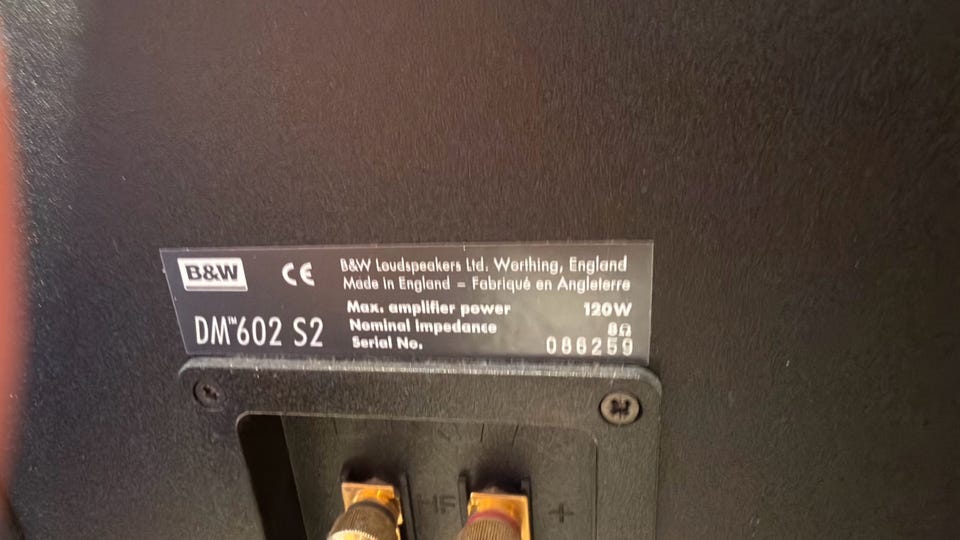 B&W CE B&W Loudspeakers Ltd. Worthing, England
Made in England – Fabriqué en Angleterre
Max. amplifier power 120W
DM™602 S2 Nominal impedance 8Ω
Serial No. 086259
HF +